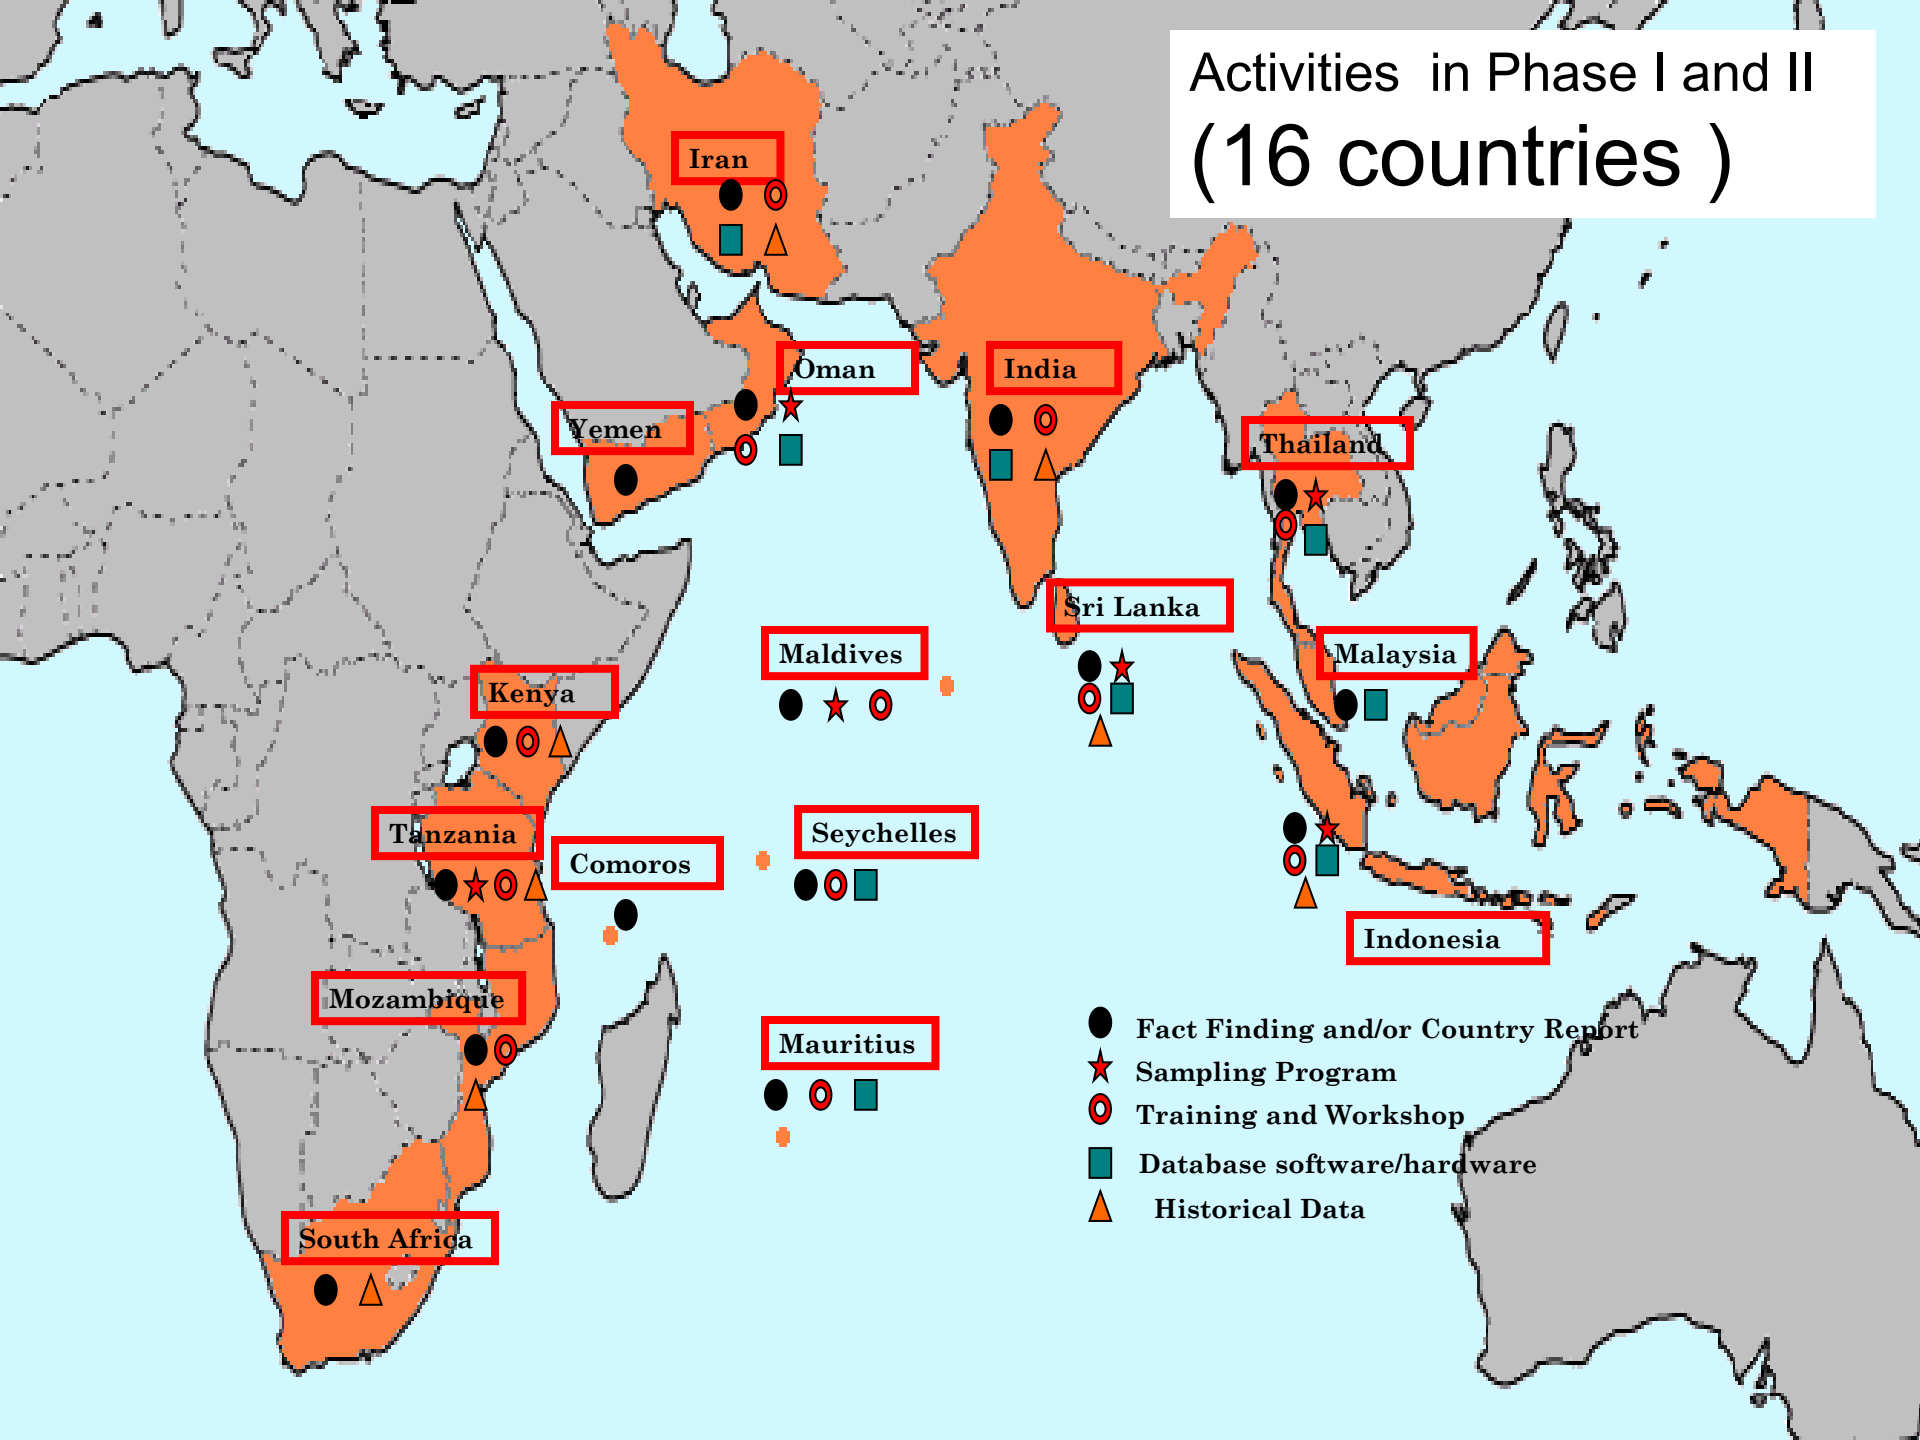 Activities in Phase I and II
(16 countries )
Iran
Oman
India
Yemen
Thailand
Sri Lanka
Maldives
Malaysia
Kenya
Tanzania
Seychelles
Comoros
Indonesia
Mozambique
Mauritius
Fact Finding and/or Country Report
Sampling Program
Training and Workshop
Database software/hardware
Historical Data
South Africa